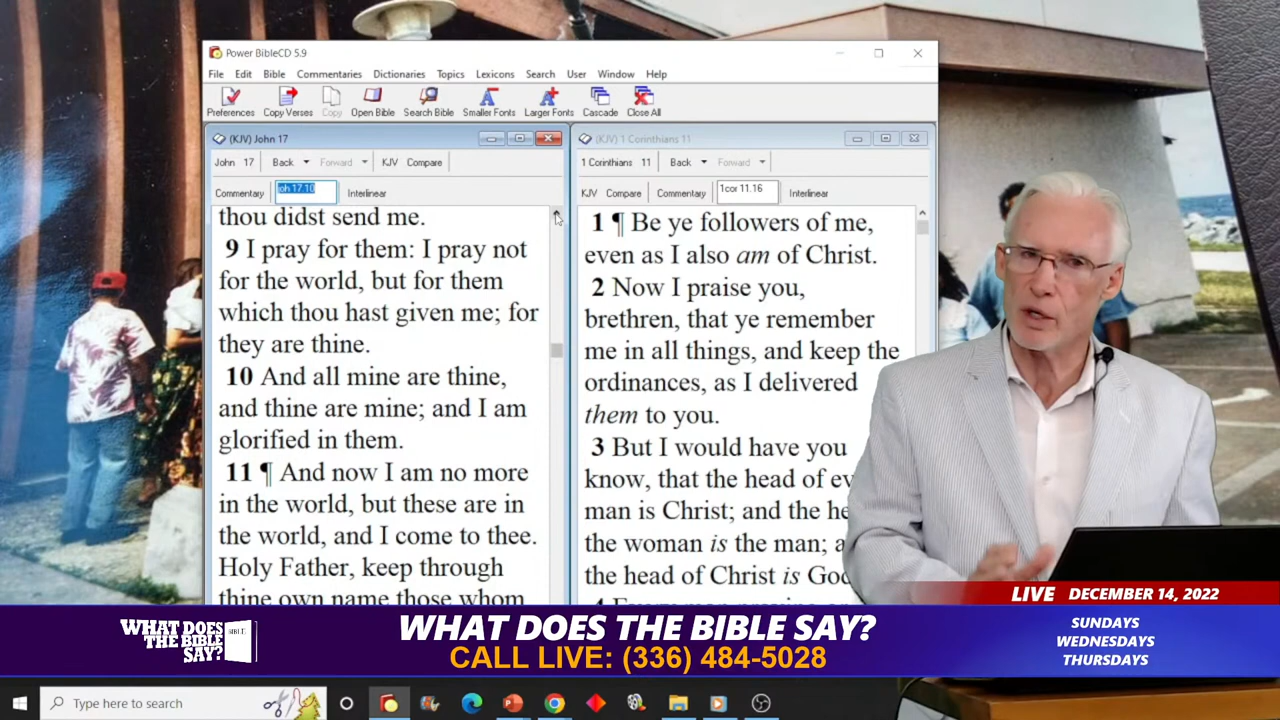 Power BibleCD 5.9
File Edit Bible Commentaries Dictionaries Topics Lexicons Search User Window Help
Preferences Copy Verses Copy Open Bible Search Bible Smaller Fonts Larger Fonts Cascade Close All
(KJV) John 17
John 17 Back Forward KJV Compare
Commentary joh 17.10 Interlinear
thou didst send me.
9 I pray for them: I pray not
for the world, but for them
which thou hast given me; for
they are thine.
10 And all mine are thine,
and thine are mine; and I am
glorified in them.
11 ¶ And now I am no more
in the world, but these are in
the world, and I come to thee.
Holy Father, keep through
thine own name those whom
(KJV) 1 Corinthians 11
1 Corinthians 11 Back Forward
KJV Compare Commentary 1cor 11.16 Interlinear
1 ¶ Be ye followers of me,
even as I also am of Christ.
2 Now I praise you,
brethren, that ye remember
me in all things, and keep the
ordinances, as I delivered
them to you.
3 But I would have you
know, that the head of ev
man is Christ; and the he
the woman is the man; a
the head of Christ is Go
LIVE DECEMBER 14, 2022
WHAT DOES
THE BIBLE
SAY?
BIBLE
WHAT DOES THE BIBLE SAY?
CALL LIVE: (336) 484-5028
SUNDAYS
WEDNESDAYS
THURSDAYS
Type here to search